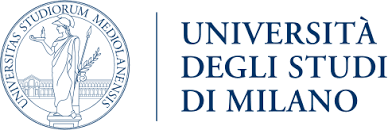 UNIVERSITAS STUDIORUM MEDIOLANENSIS
UNIVERSITÀ
DEGLI STUDI
DI MILANO